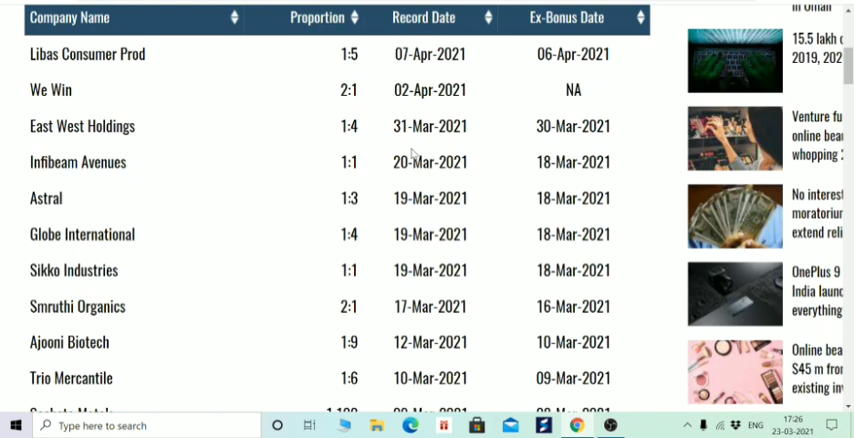 Company Name Proportion Record Date Ex-Bonus Date
Libas Consumer Prod 1:5 07-Apr-2021 06-Apr-2021
We Win 2:1 02-Apr-2021 NA
East West Holdings 1:4 31-Mar-2021 30-Mar-2021
Infibeam Avenues 1:1 20-Mar-2021 18-Mar-2021
Astral 1:3 19-Mar-2021 18-Mar-2021
Globe International 1:4 19-Mar-2021 18-Mar-2021
Sikko Industries 1:1 19-Mar-2021 18-Mar-2021
Smruthi Organics 2:1 17-Mar-2021 16-Mar-2021
Ajooni Biotech 1:9 12-Mar-2021 10-Mar-2021
Trio Mercantile 1:6 10-Mar-2021 09-Mar-2021
in Oman
15.5 lakh
2019, 202
Venture fu
online beau
whopping
No interest
moratorium
extend reli
OnePlus 9
India launc
everything
Online bea
$45 m from
existing inv
Type here to search
ENG
17:26
23-03-2021